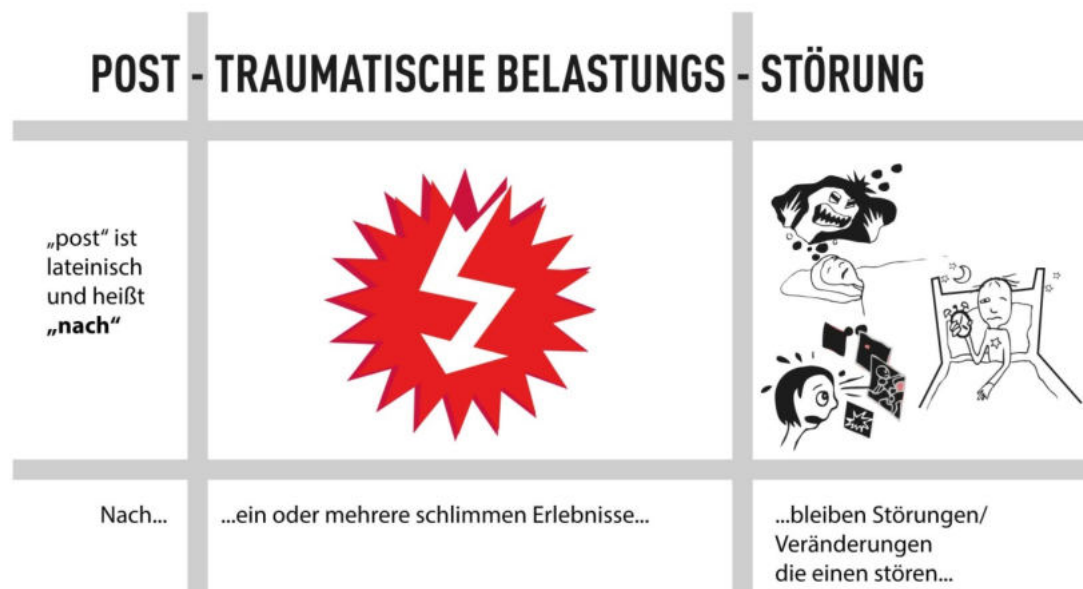 POST - TRAUMATISCHE BELASTUNGS - STÖRUNG
„post“ ist
lateinisch
und heißt
„nach“
Nach...
...ein oder mehrere schlimmen Erlebnisse...
...bleiben Störungen/
Veränderungen
die einen stören...